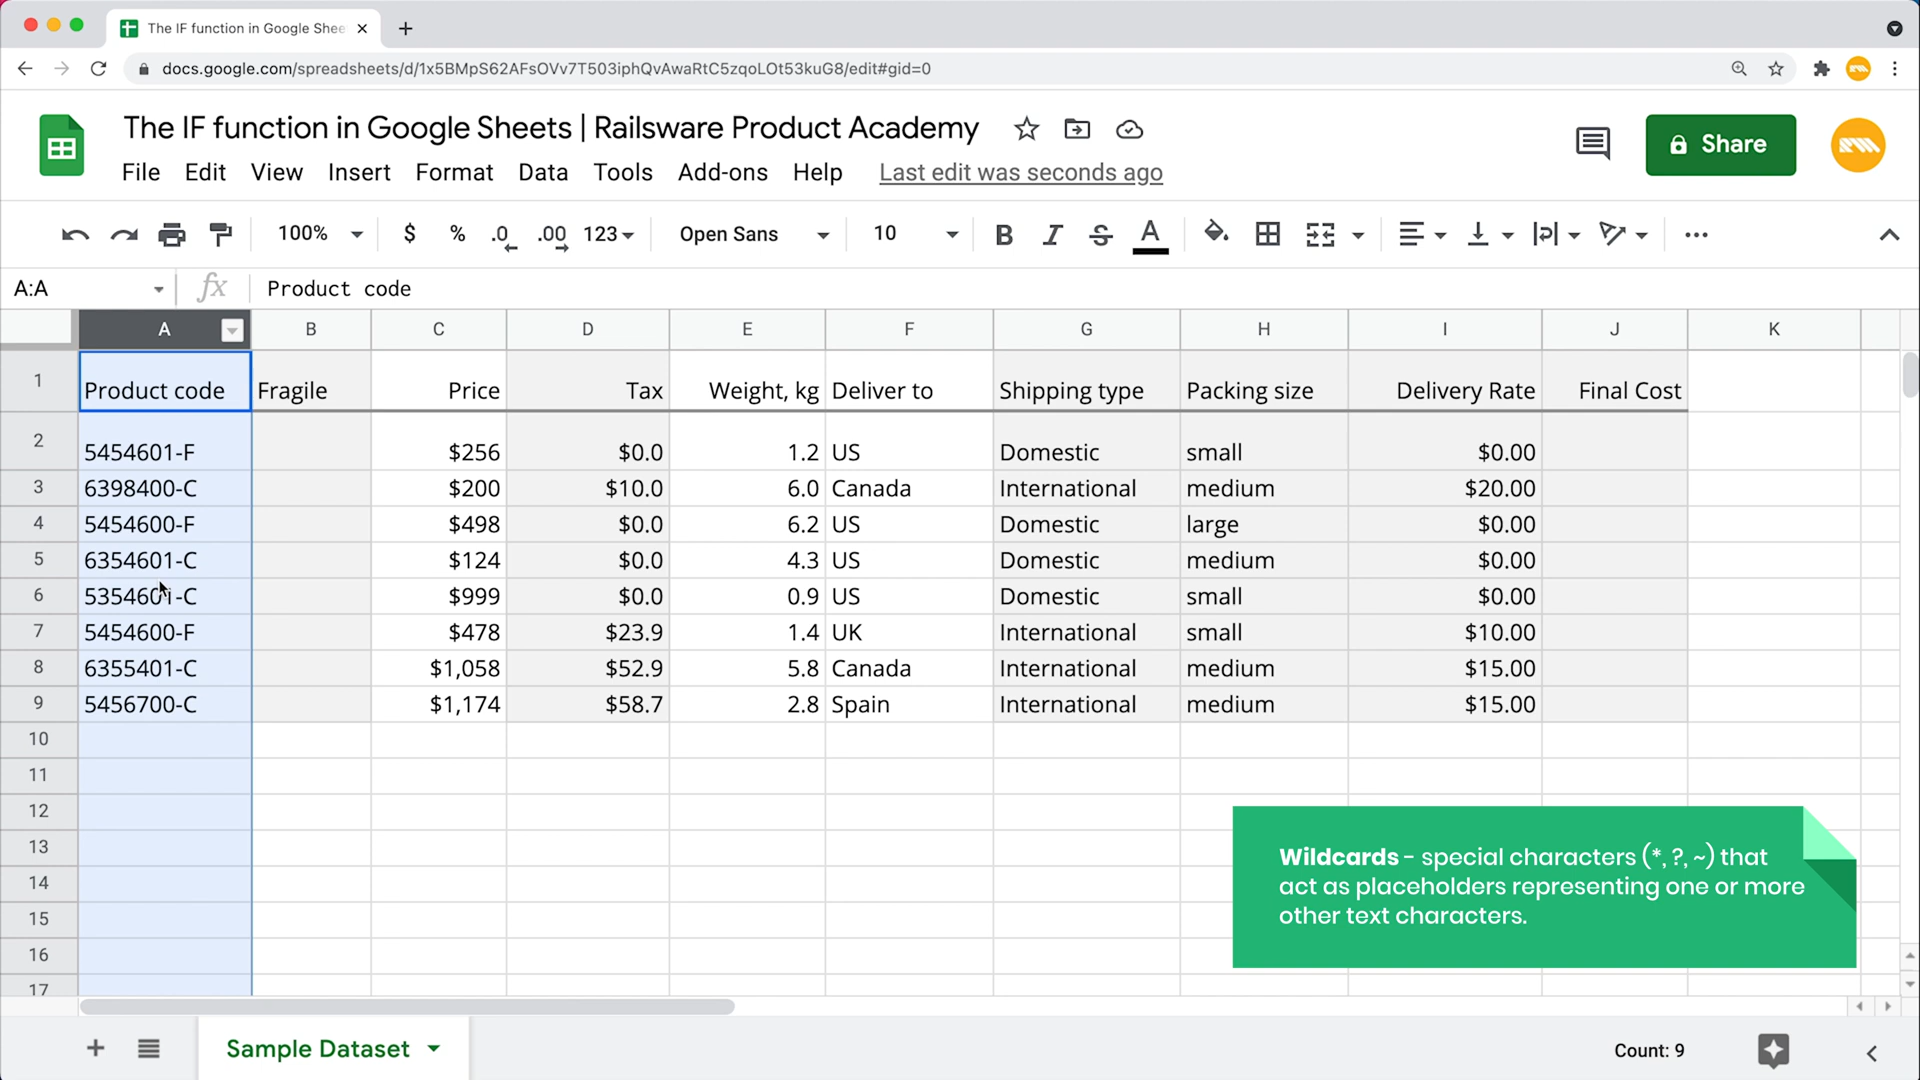 The IF function in Google Shee
docs.google.com/spreadsheets/d/1x5BMpS62AFsOVv7T503iphQvAwaRtC5zqoLOt53kuG8/edit#gid=0
The IF function in Google Sheets | Railsware Product Academy
Share
File Edit View Insert Format Data Tools Add-ons Help Last edit was seconds ago
100% $ % .0 .00 123 Open Sans 10 B I S A
A:A fx Product code
A B C D E F G H I J K
1 Product code Fragile Price Tax Weight, kg Deliver to Shipping type Packing size Delivery Rate Final Cost
2 5454601-F $256 $0.0 1.2 US Domestic small $0.00
3 6398400-C $200 $10.0 6.0 Canada International medium $20.00
4 5454600-F $498 $0.0 6.2 US Domestic large $0.00
5 6354601-C $124 $0.0 4.3 US Domestic medium $0.00
6 5354601-C $999 $0.0 0.9 US Domestic small $0.00
7 5454600-F $478 $23.9 1.4 UK International small $10.00
8 6355401-C $1,058 $52.9 5.8 Canada International medium $15.00
9 5456700-C $1,174 $58.7 2.8 Spain International medium $15.00
10
11
12
13
14
15
16
17
Wildcards - special characters (*, ?, ~) that
act as placeholders representing one or more
other text characters.
Sample Dataset
Count: 9